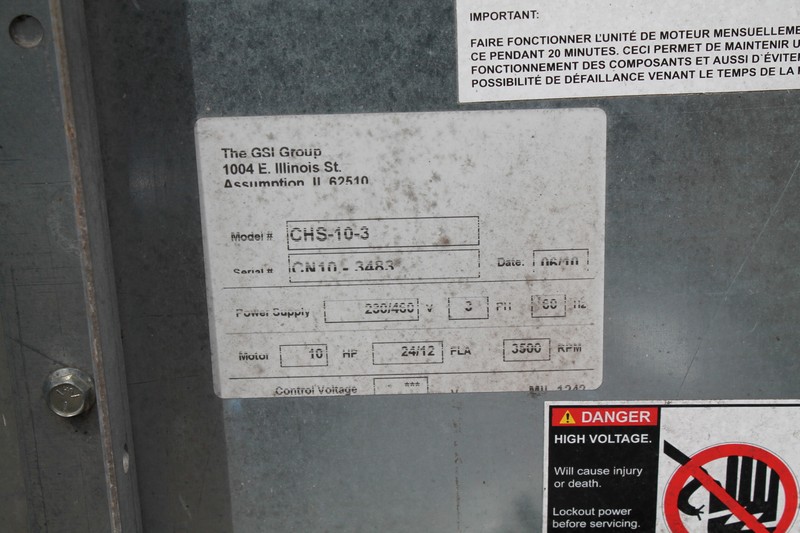 IMPORTANT:
FAIRE FONCTIONNER L'UNITÉ DE MOTEUR MENSUELLEME
CE PENDANT 20 MINUTES. CECI PERMET DE MAINTENIR U
FONCTIONNEMENT DES COMPOSANTS ET AUSSI D'ÉVITER
POSSIBILITÉ DE DÉFAILLANCE VENANT LE TEMPS DE LA
The GSI Group
1004 E. Illinois St.
Assumption, IL 62510
Model # CHS-10-3
Serial # CN10 - 3483 Date: 06/10
Power Supply 230/460 V 3 PH 60 Hz
Motor 10 HP 24/12 FLA 3500 RPM
Control Voltage *** V MIL 1242
DANGER
HIGH VOLTAGE.
Will cause injury
or death.
Lockout power
before servicing.